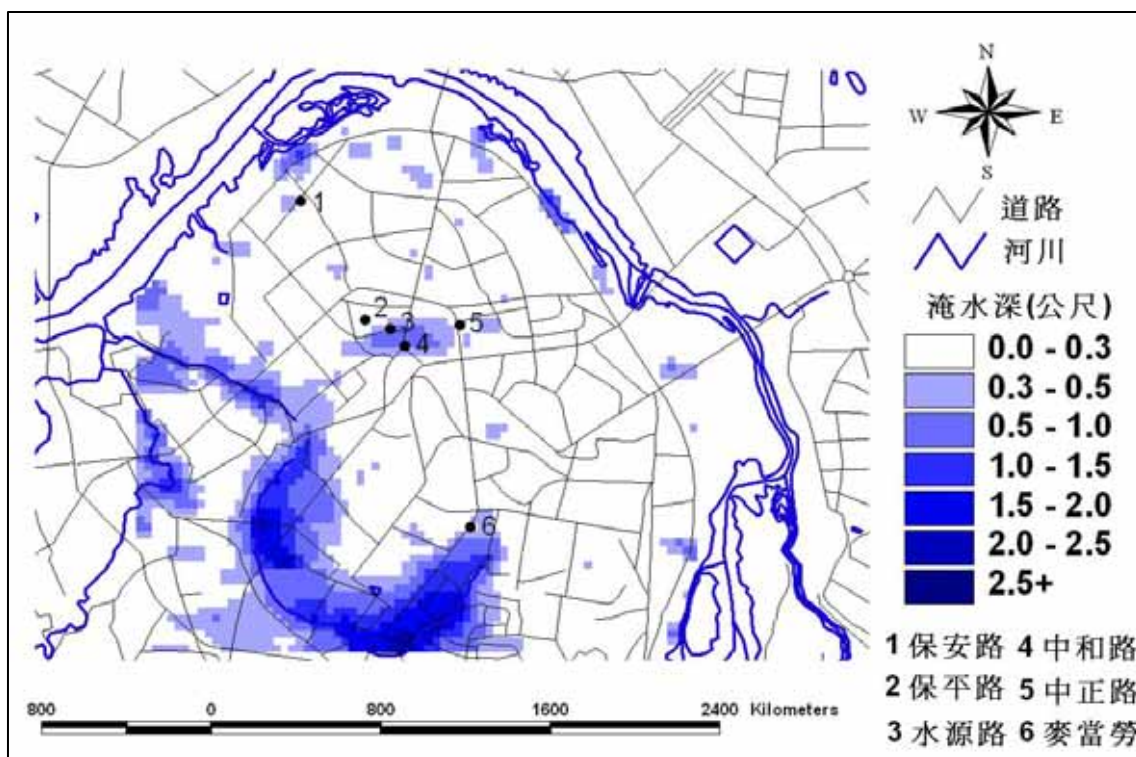 N
W E
S
道路
河川
淹水深(公尺)
0.0 - 0.3
0.3 - 0.5
0.5 - 1.0
1.0 - 1.5
1.5 - 2.0
2.0 - 2.5
2.5+
1
2
3
4
5
6
1 保安路 4 中和路
2 保平路 5 中正路
3 水源路 6 麥當勞
800 0 800 1600 2400 Kilometers